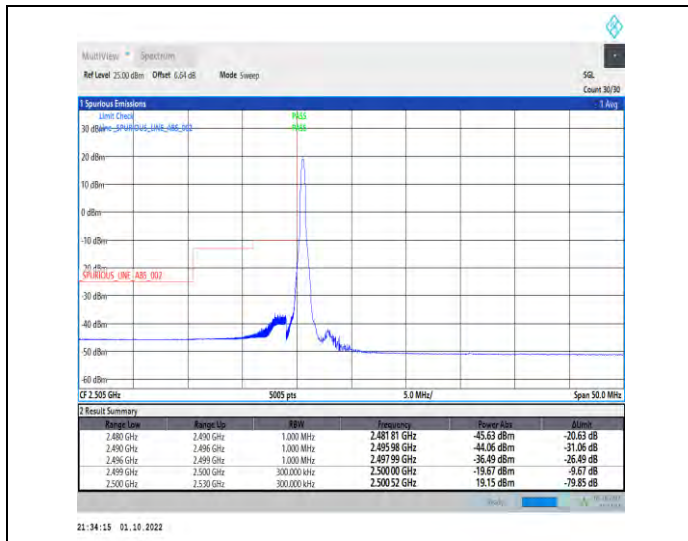 MultiView Spectrum
Ref Level 25.00 dBm Offset 6.64 dB Mode Sweep SGL
Count 30/30
1 Spurious Emissions 1 Avg
Limit Check PASS
30 dBm Line _SPURIOUS_LINE_ABS_002 PASS
20 dBm
10 dBm
0 dBm
-10 dBm
-20 dBm
_SPURIOUS_LINE_ABS_002
-30 dBm
-40 dBm
-50 dBm
-60 dBm
CF 2.505 GHz 5005 pts 5.0 MHz/ Span 50.0 MHz
2 Result Summary
Range Low Range Up RBW Frequency Power Abs ΔLimit
2.480 GHz 2.490 GHz 1.000 MHz 2.481 81 GHz -45.63 dBm -20.63 dB
2.490 GHz 2.496 GHz 1.000 MHz 2.495 98 GHz -44.06 dBm -31.06 dB
2.496 GHz 2.499 GHz 1.000 MHz 2.497 99 GHz -36.49 dBm -26.49 dB
2.499 GHz 2.500 GHz 300.000 kHz 2.500 00 GHz -19.67 dBm -9.67 dB
2.500 GHz 2.530 GHz 300.000 kHz 2.500 52 GHz 19.15 dBm -79.85 dB
21:34:15 01.10.2022